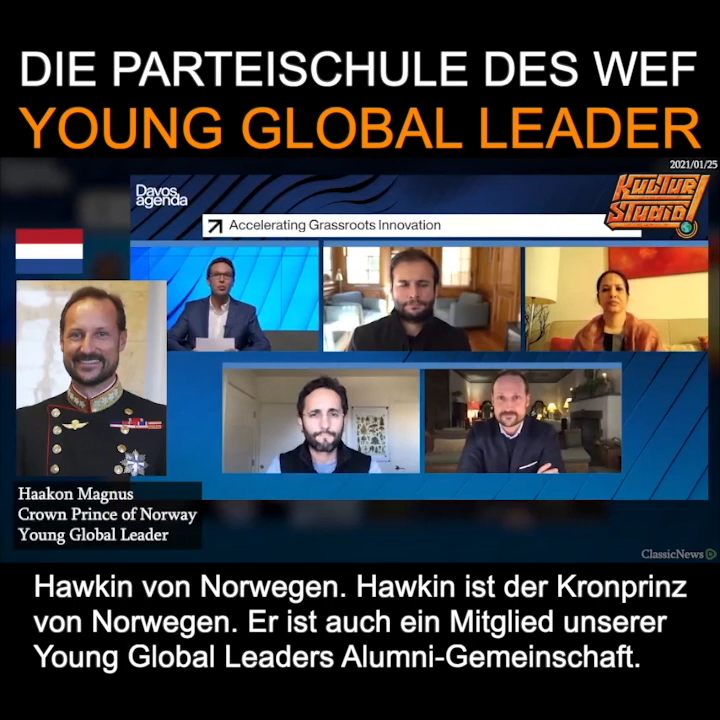 DIE PARTEISCHULE DES WEF
YOUNG GLOBAL LEADER
2021/01/25
Davos
agenda
KULTUR
STUDIO!
Accelerating Grassroots Innovation
Haakon Magnus
Crown Prince of Norway
Young Global Leader
ClassicNews
Hawkin von Norwegen. Hawkin ist der Kronprinz
von Norwegen. Er ist auch ein Mitglied unserer
Young Global Leaders Alumni-Gemeinschaft.